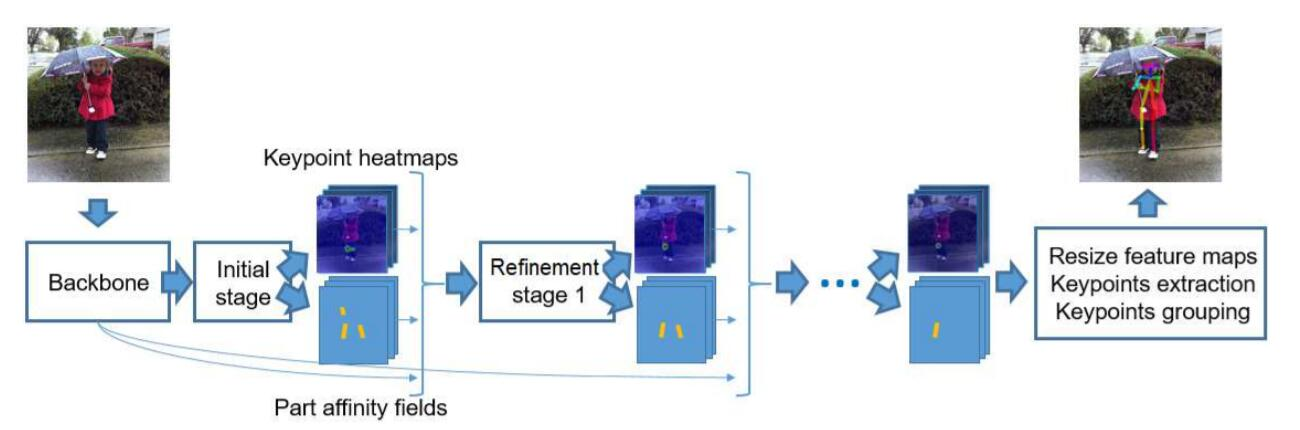 Keypoint heatmaps
Backbone
Initial
stage
Refinement
stage 1
...
Resize feature maps
Keypoints extraction
Keypoints grouping
Part affinity fields